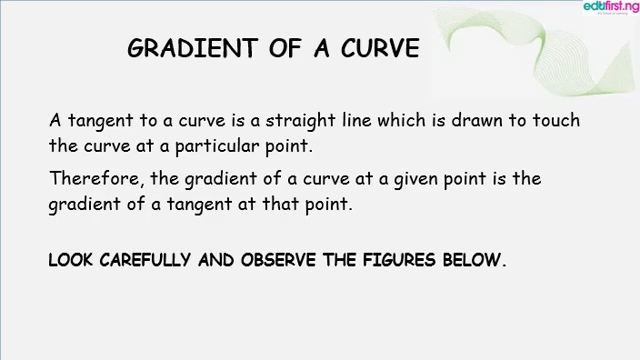 edufirst.ng
GRADIENT OF A CURVE
A tangent to a curve is a straight line which is drawn to touch
the curve at a particular point.
Therefore, the gradient of a curve at a given point is the
gradient of a tangent at that point.
LOOK CAREFULLY AND OBSERVE THE FIGURES BELOW.